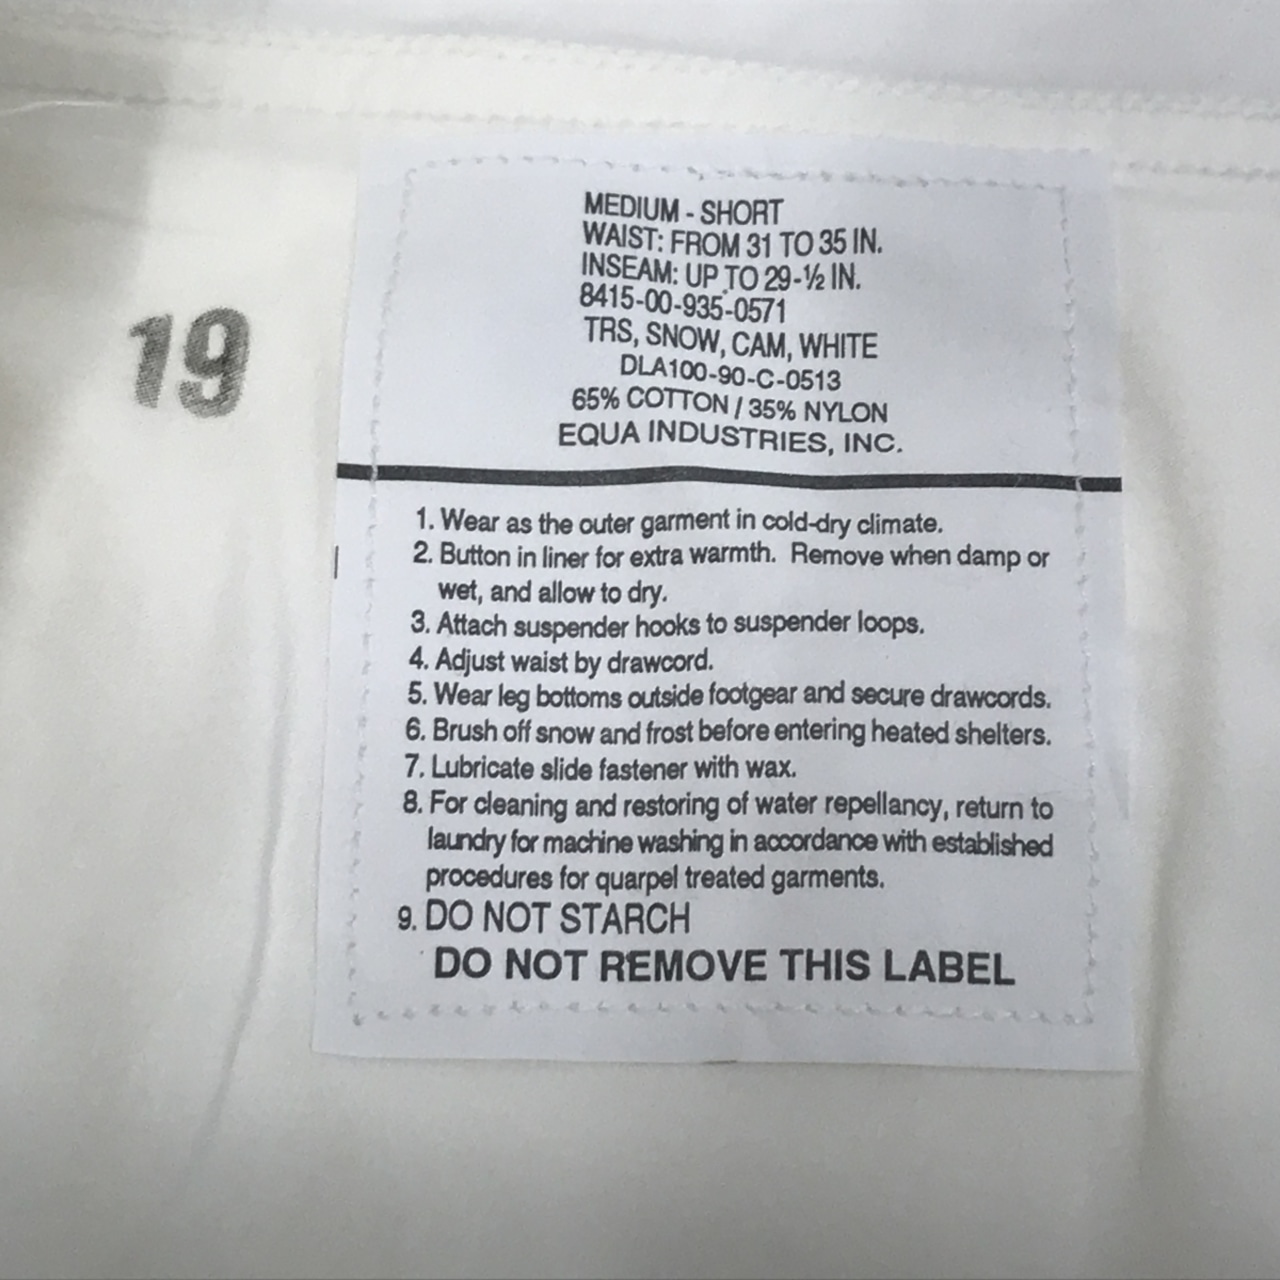 19
MEDIUM - SHORT
WAIST: FROM 31 TO 35 IN.
INSEAM: UP TO 29-½ IN.
8415-00-935-0571
TRS, SNOW, CAM, WHITE
DLA100-90-C-0513
65% COTTON / 35% NYLON
EQUA INDUSTRIES, INC.
1. Wear as the outer garment in cold-dry climate.
2. Button in liner for extra warmth. Remove when damp or
wet, and allow to dry.
3. Attach suspender hooks to suspender loops.
4. Adjust waist by drawcord.
5. Wear leg bottoms outside footgear and secure drawcords.
6. Brush off snow and frost before entering heated shelters.
7. Lubricate slide fastener with wax.
8. For cleaning and restoring of water repellancy, return to
laundry for machine washing in accordance with established
procedures for quarpel treated garments.
9. DO NOT STARCH
DO NOT REMOVE THIS LABEL